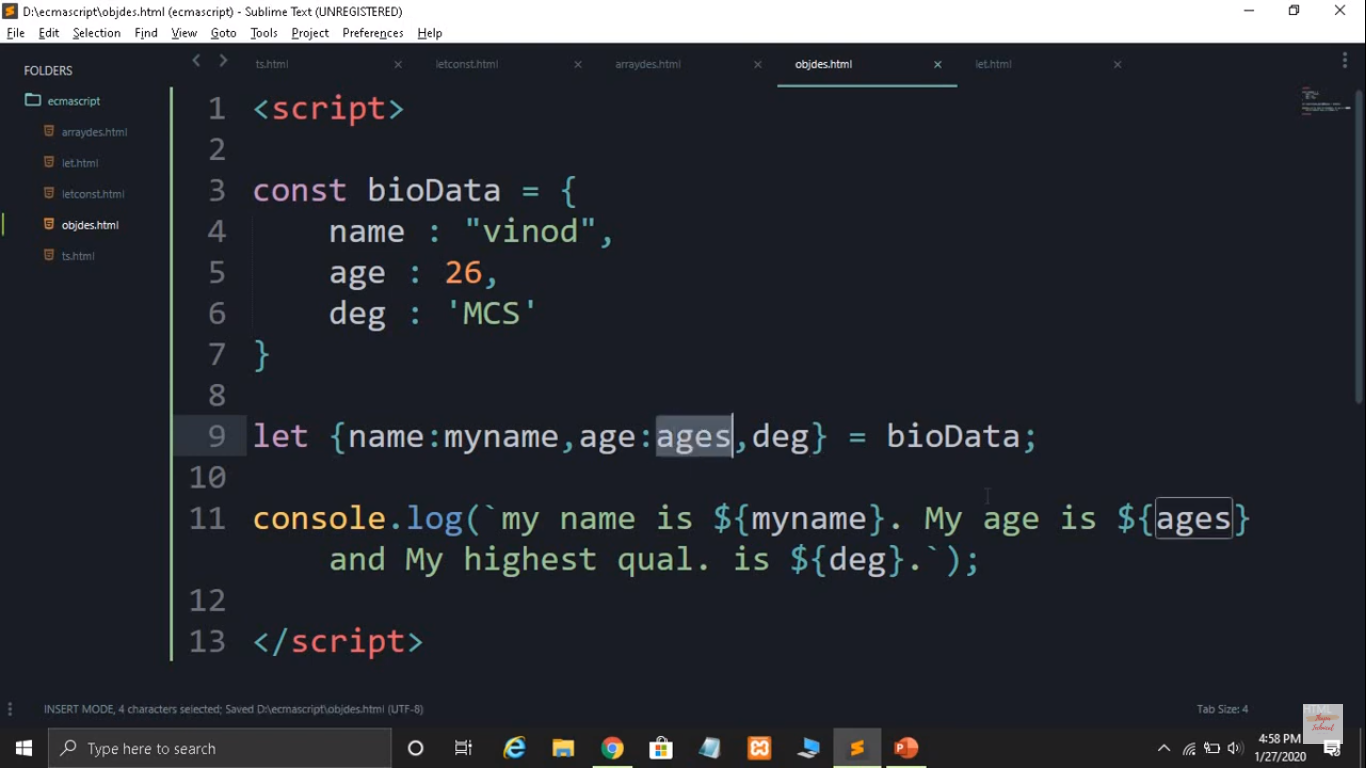 D:\ecmascript\objdes.html (ecmascript) - Sublime Text (UNREGISTERED)
File Edit Selection Find View Goto Tools Project Preferences Help
FOLDERS
ecmascript
arraydes.html
let.html
letconst.html
objdes.html
ts.html
ts.html letconst.html arraydes.html objdes.html let.html
1 <script>
2
3 const bioData = {
4     name : "vinod",
5     age : 26,
6     deg : 'MCS'
7 }
8
9 let {name:myname,age:ages,deg} = bioData;
10
11 console.log(`my name is ${myname}. My age is ${ages}
    and My highest qual. is ${deg}.`);
12
13 </script>
INSERT MODE, 4 characters selected; Saved D:\ecmascript\objdes.html (UTF-8)
Tab Size: 4
HTML
Type here to search
4:58 PM
1/27/2020